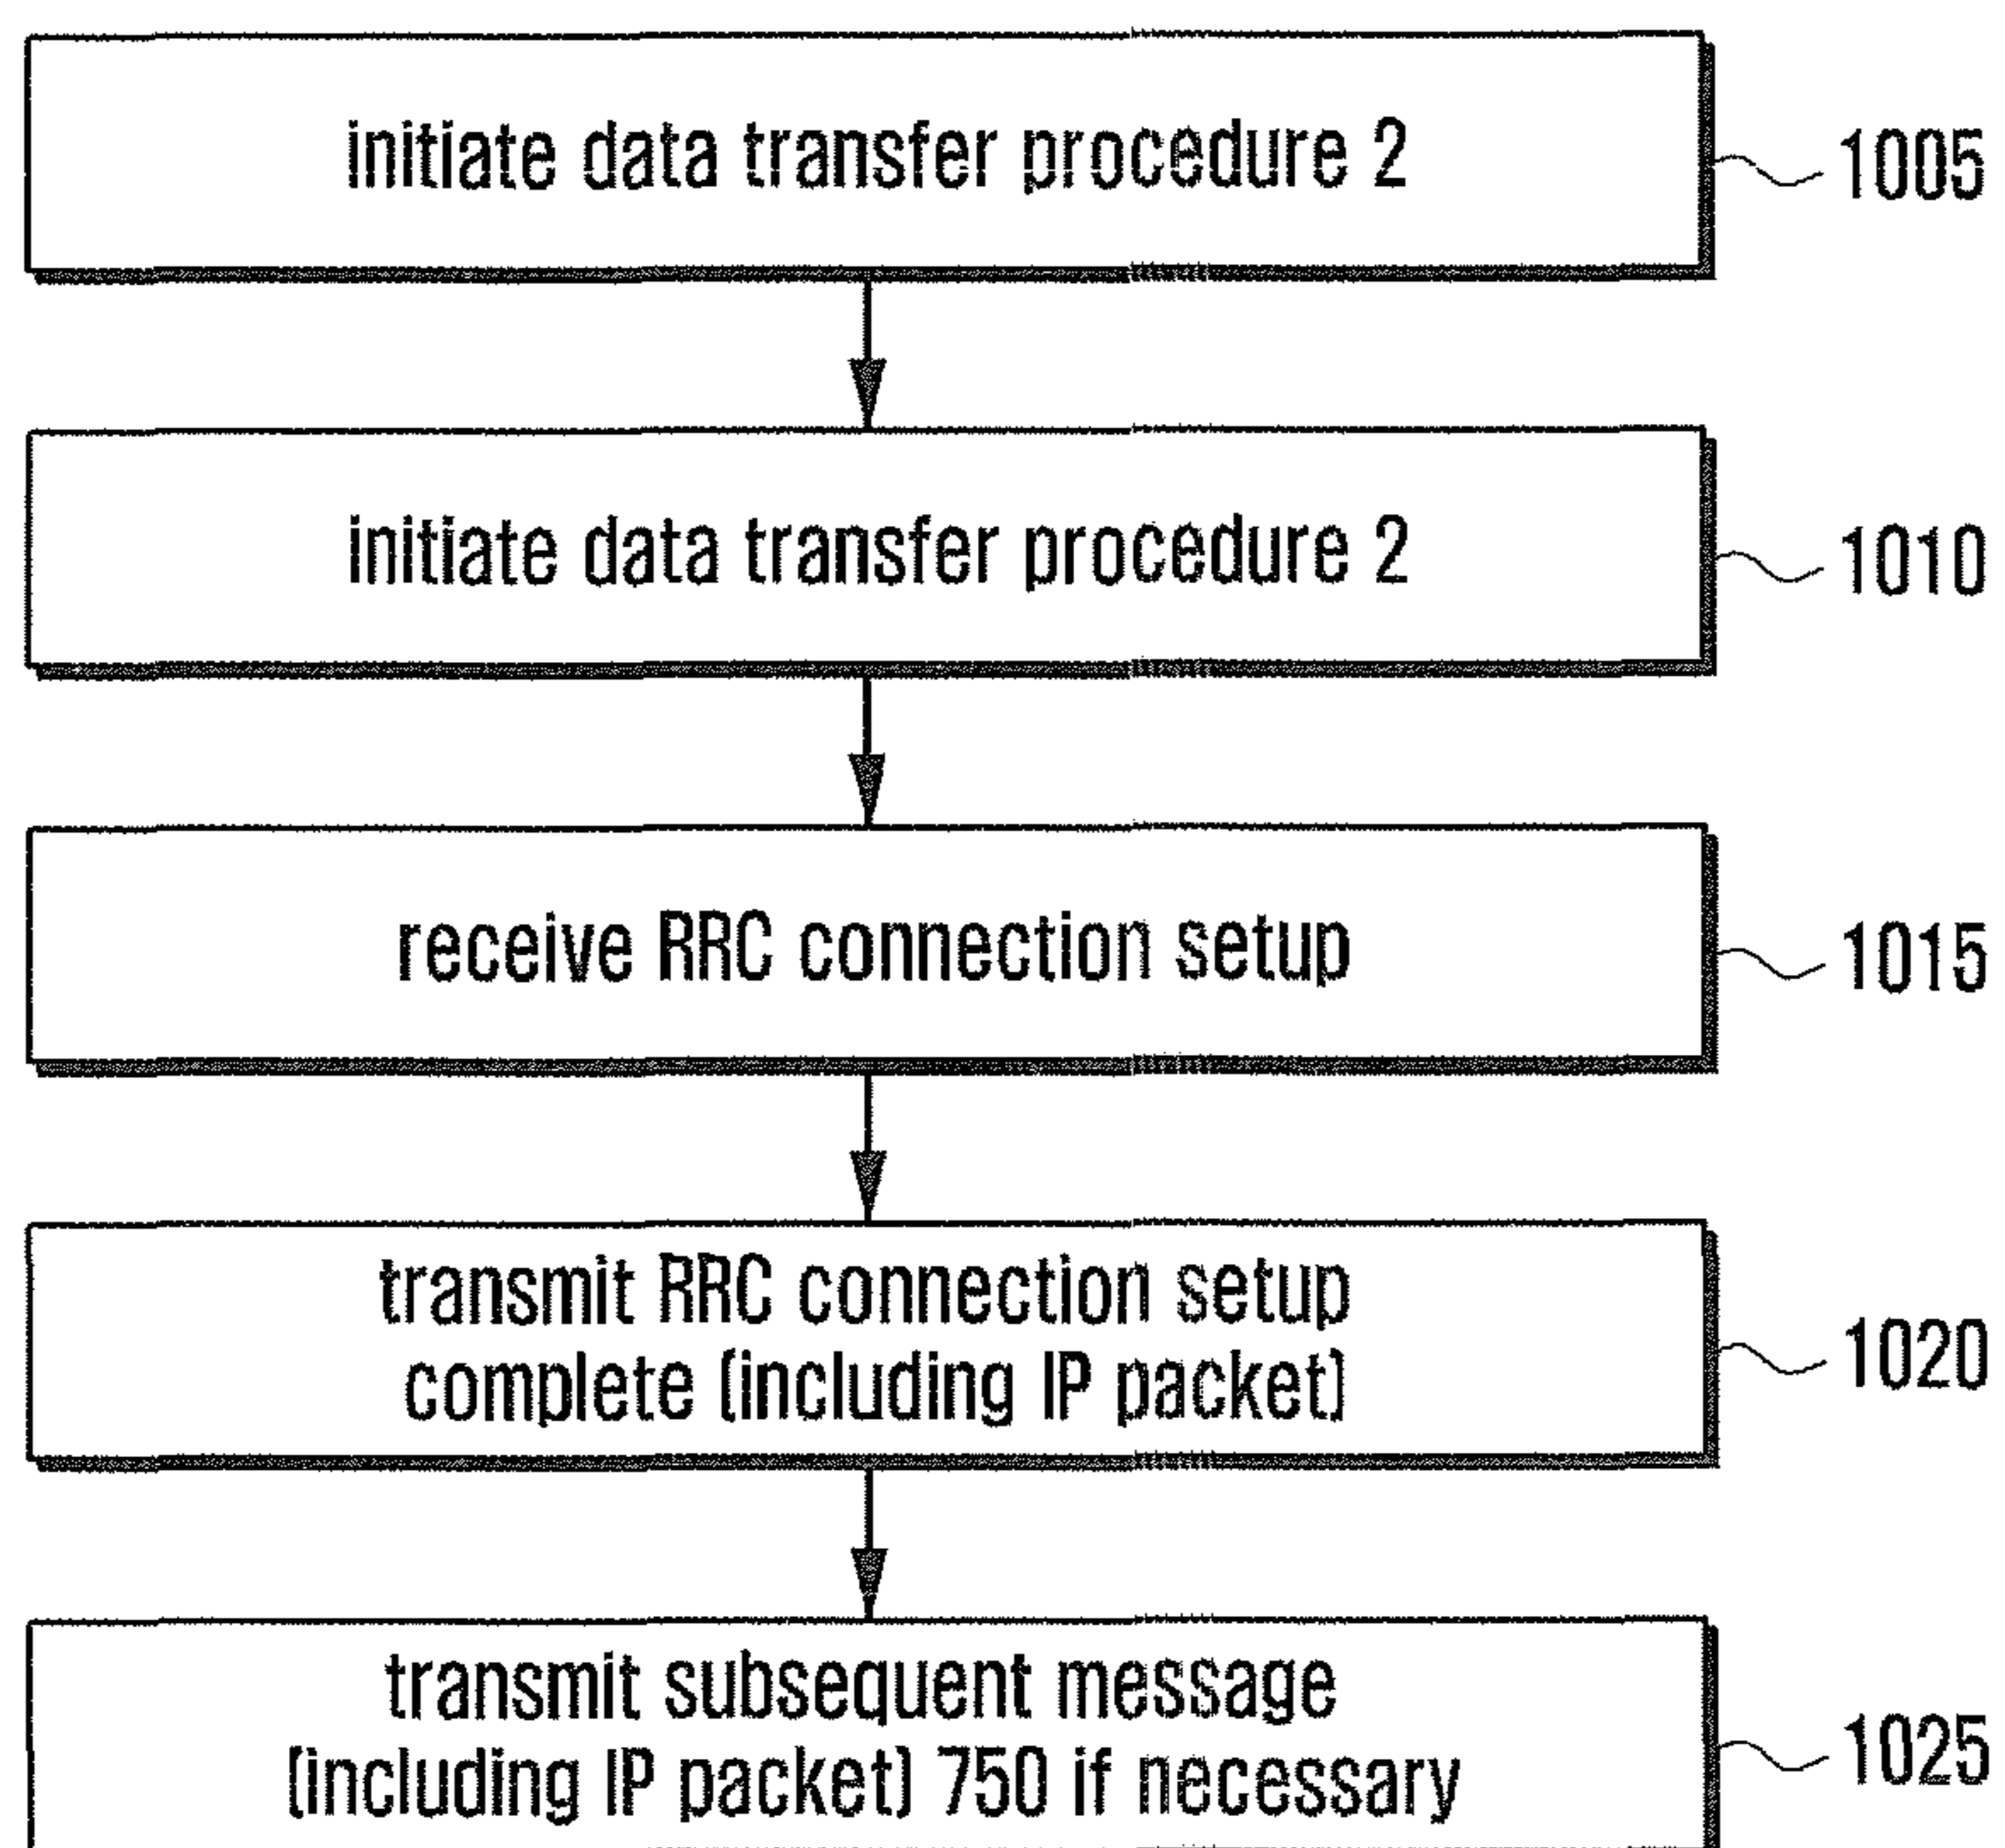 initiate data transfer procedure 2
1005
initiate data transfer procedure 2
1010
receive RRC connection setup
1015
transmit RRC connection setup
complete (including IP packet)
1020
transmit subsequent message
(including IP packet) 750 if necessary
1025